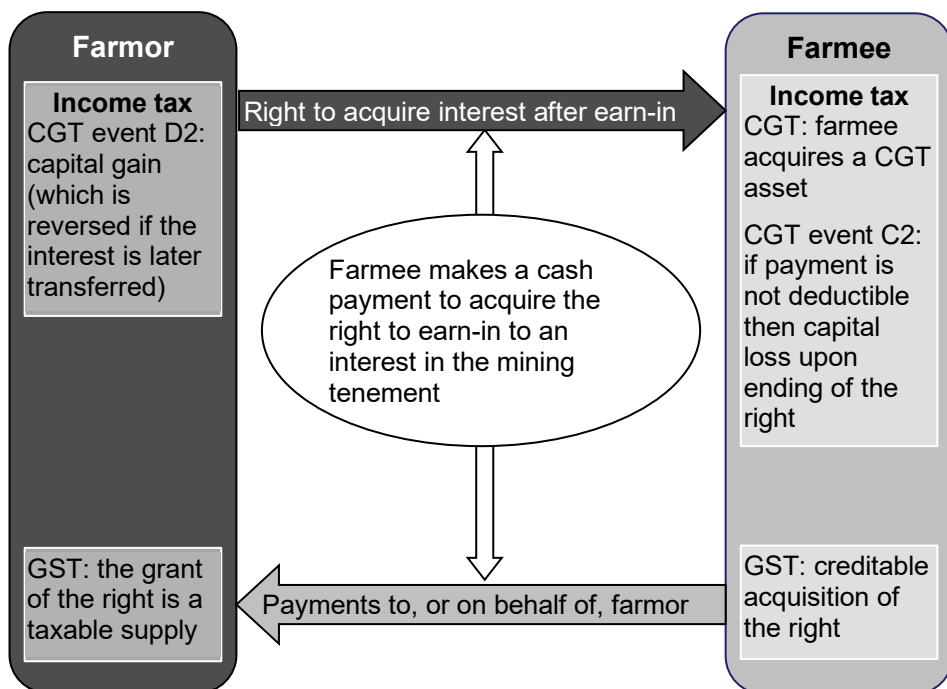 Farmor
Income tax
CGT event D2:
capital gain
(which is
reversed if the
interest is later
transferred)
GST: the grant
of the right is a
taxable supply
Right to acquire interest after earn-in
Farmee makes a cash
payment to acquire the
right to earn-in to an
interest in the mining
tenement
Payments to, or on behalf of, farmor
Farmee
Income tax
CGT: farmee
acquires a CGT
asset
CGT event C2:
if payment is
not deductible
then capital
loss upon
ending of the
right
GST: creditable
acquisition of
the right